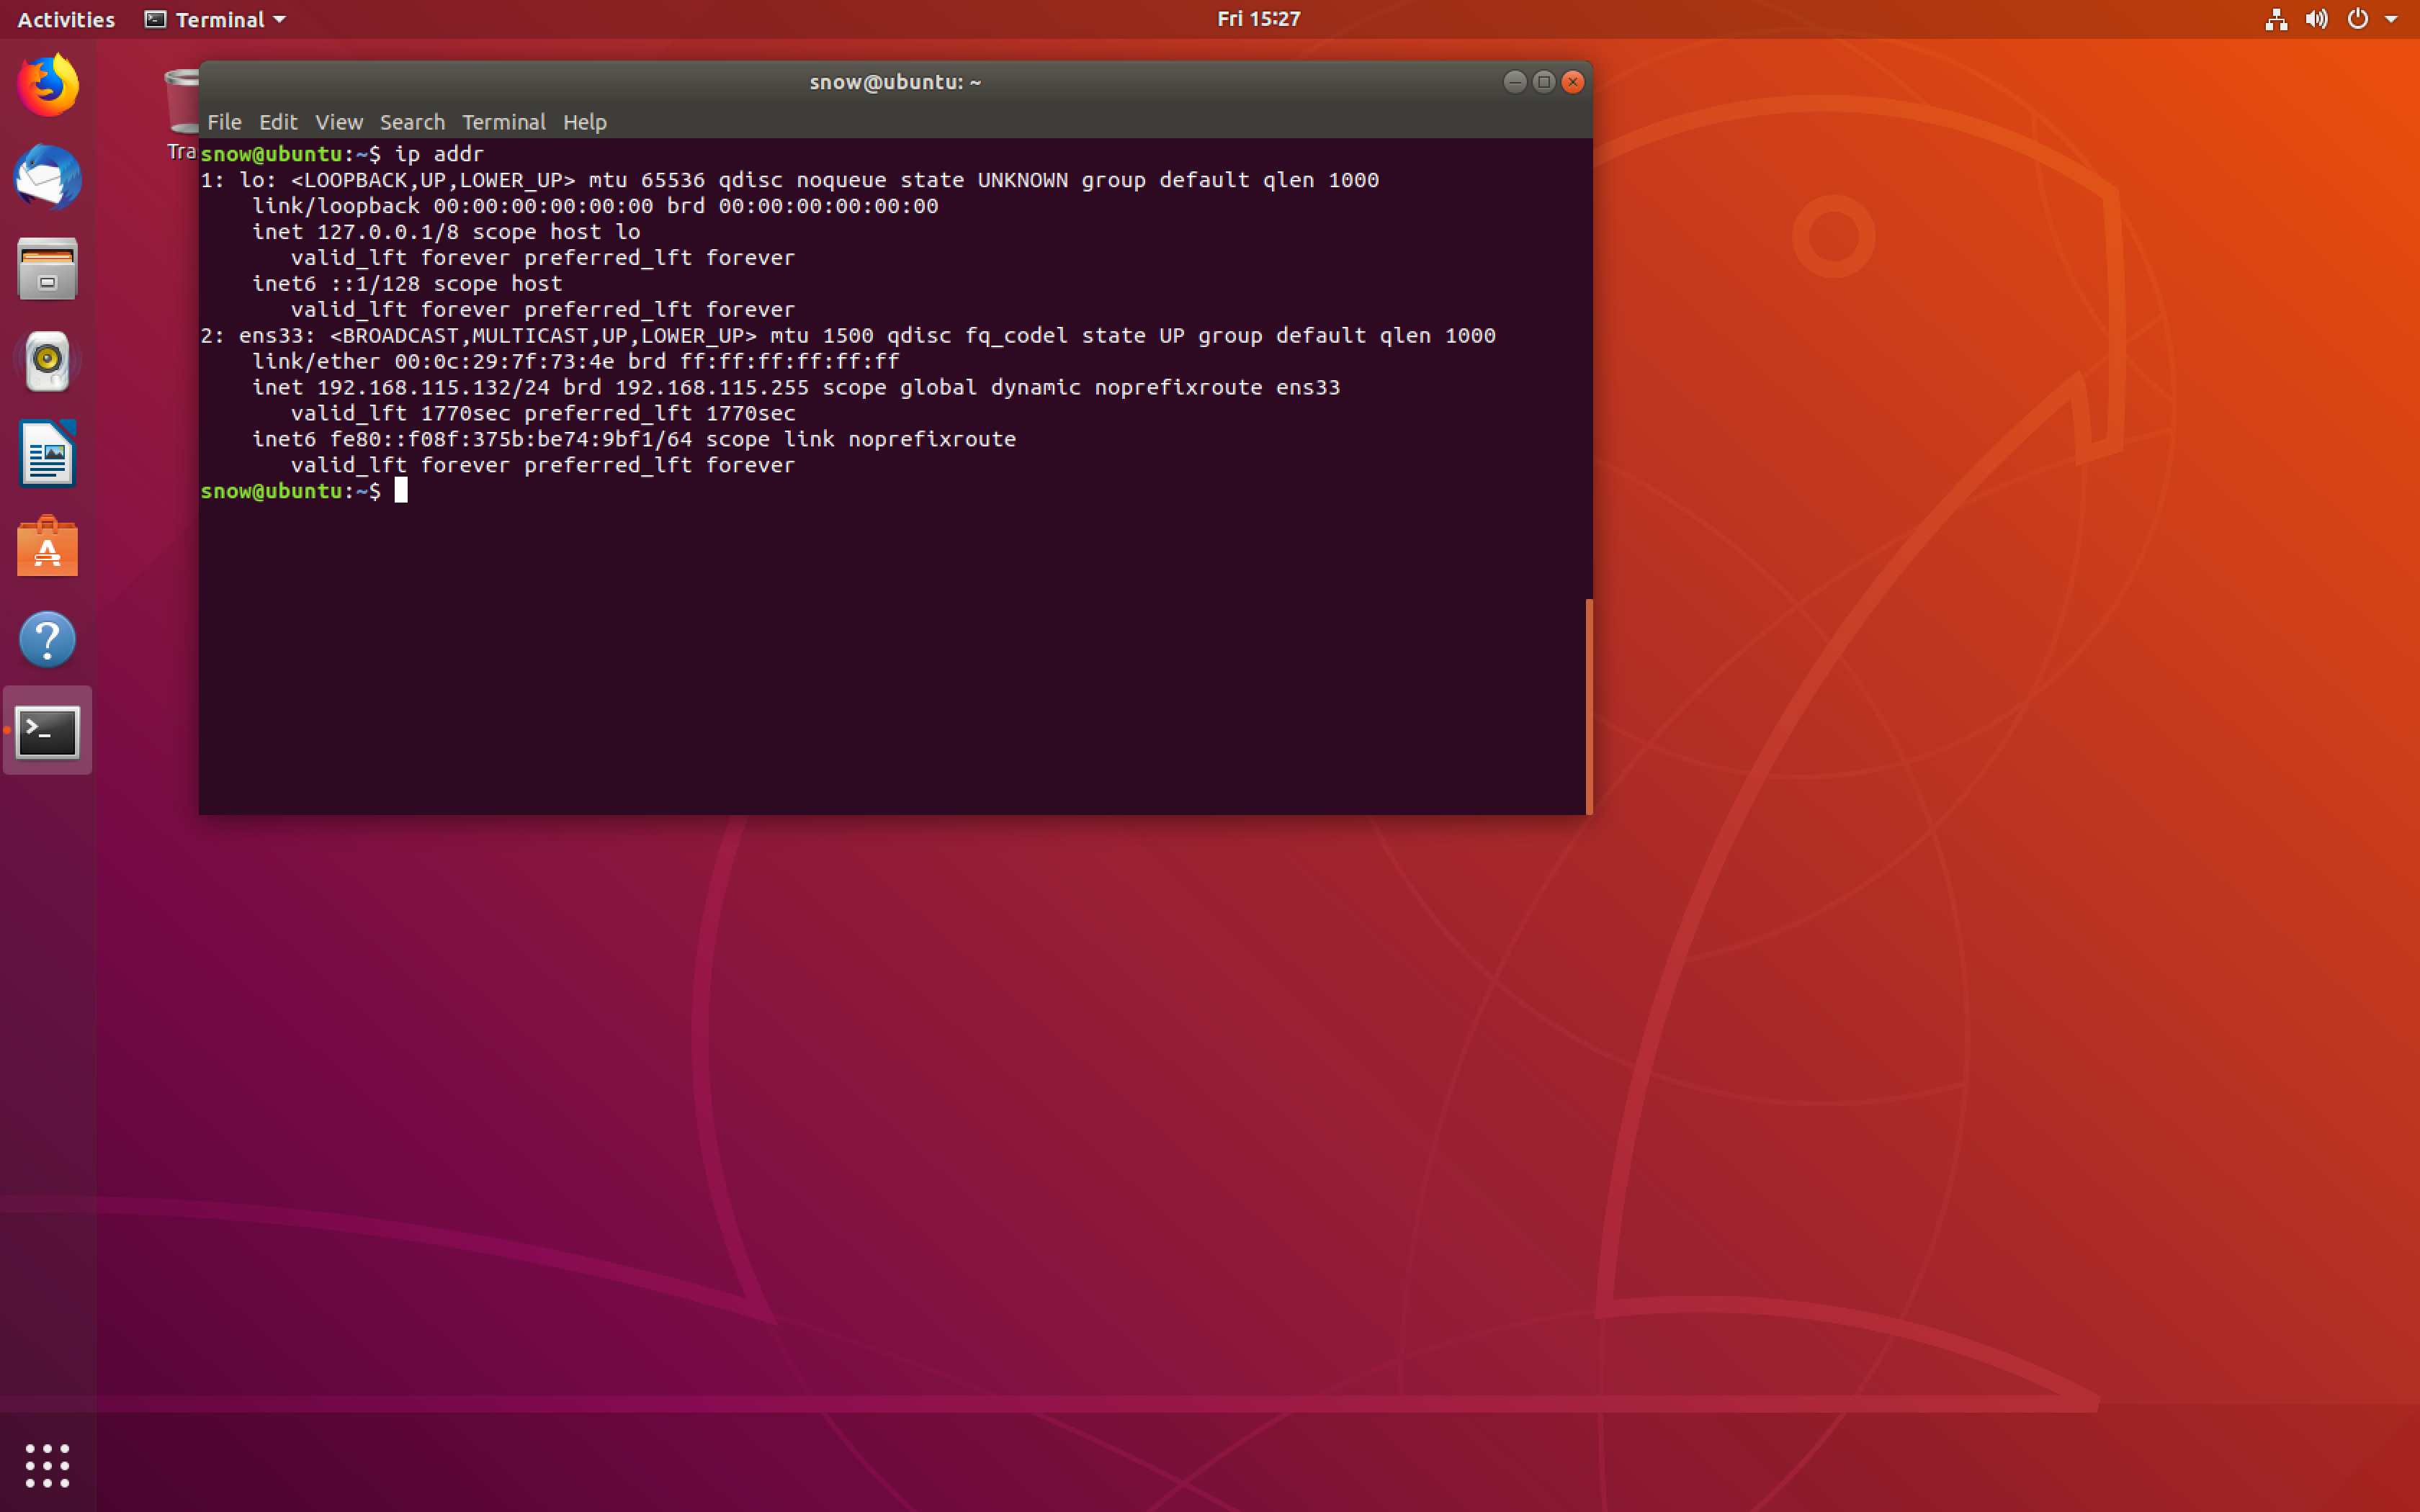 Activities Terminal Fri 15:27
Tra
snow@ubuntu: ~
File Edit View Search Terminal Help
snow@ubuntu:~$ ip addr
1: lo: <LOOPBACK,UP,LOWER_UP> mtu 65536 qdisc noqueue state UNKNOWN group default qlen 1000
    link/loopback 00:00:00:00:00:00 brd 00:00:00:00:00:00
    inet 127.0.0.1/8 scope host lo
       valid_lft forever preferred_lft forever
    inet6 ::1/128 scope host
       valid_lft forever preferred_lft forever
2: ens33: <BROADCAST,MULTICAST,UP,LOWER_UP> mtu 1500 qdisc fq_codel state UP group default qlen 1000
    link/ether 00:0c:29:7f:73:4e brd ff:ff:ff:ff:ff:ff
    inet 192.168.115.132/24 brd 192.168.115.255 scope global dynamic noprefixroute ens33
       valid_lft 1770sec preferred_lft 1770sec
    inet6 fe80::f08f:375b:be74:9bf1/64 scope link noprefixroute
       valid_lft forever preferred_lft forever
snow@ubuntu:~$